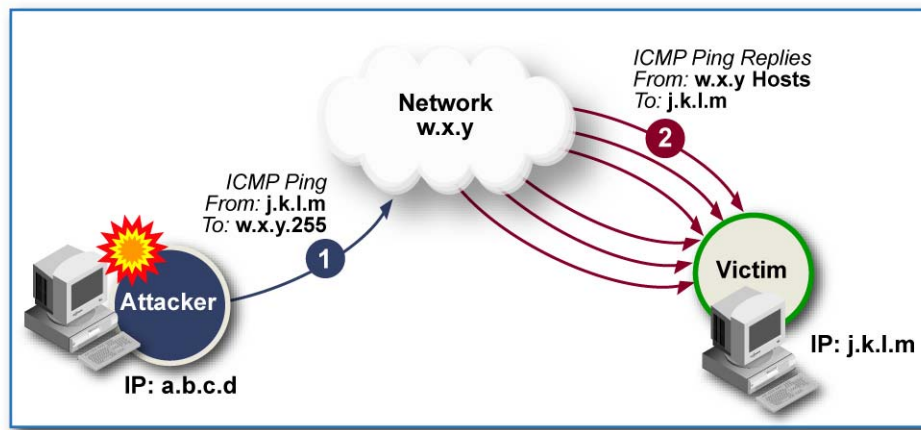 ICMP Ping Replies
From: w.x.y Hosts
To: j.k.l.m
Network
w.x.y
2
ICMP Ping
From: j.k.l.m
To: w.x.y.255
1
Attacker
IP: a.b.c.d
Victim
IP: j.k.l.m